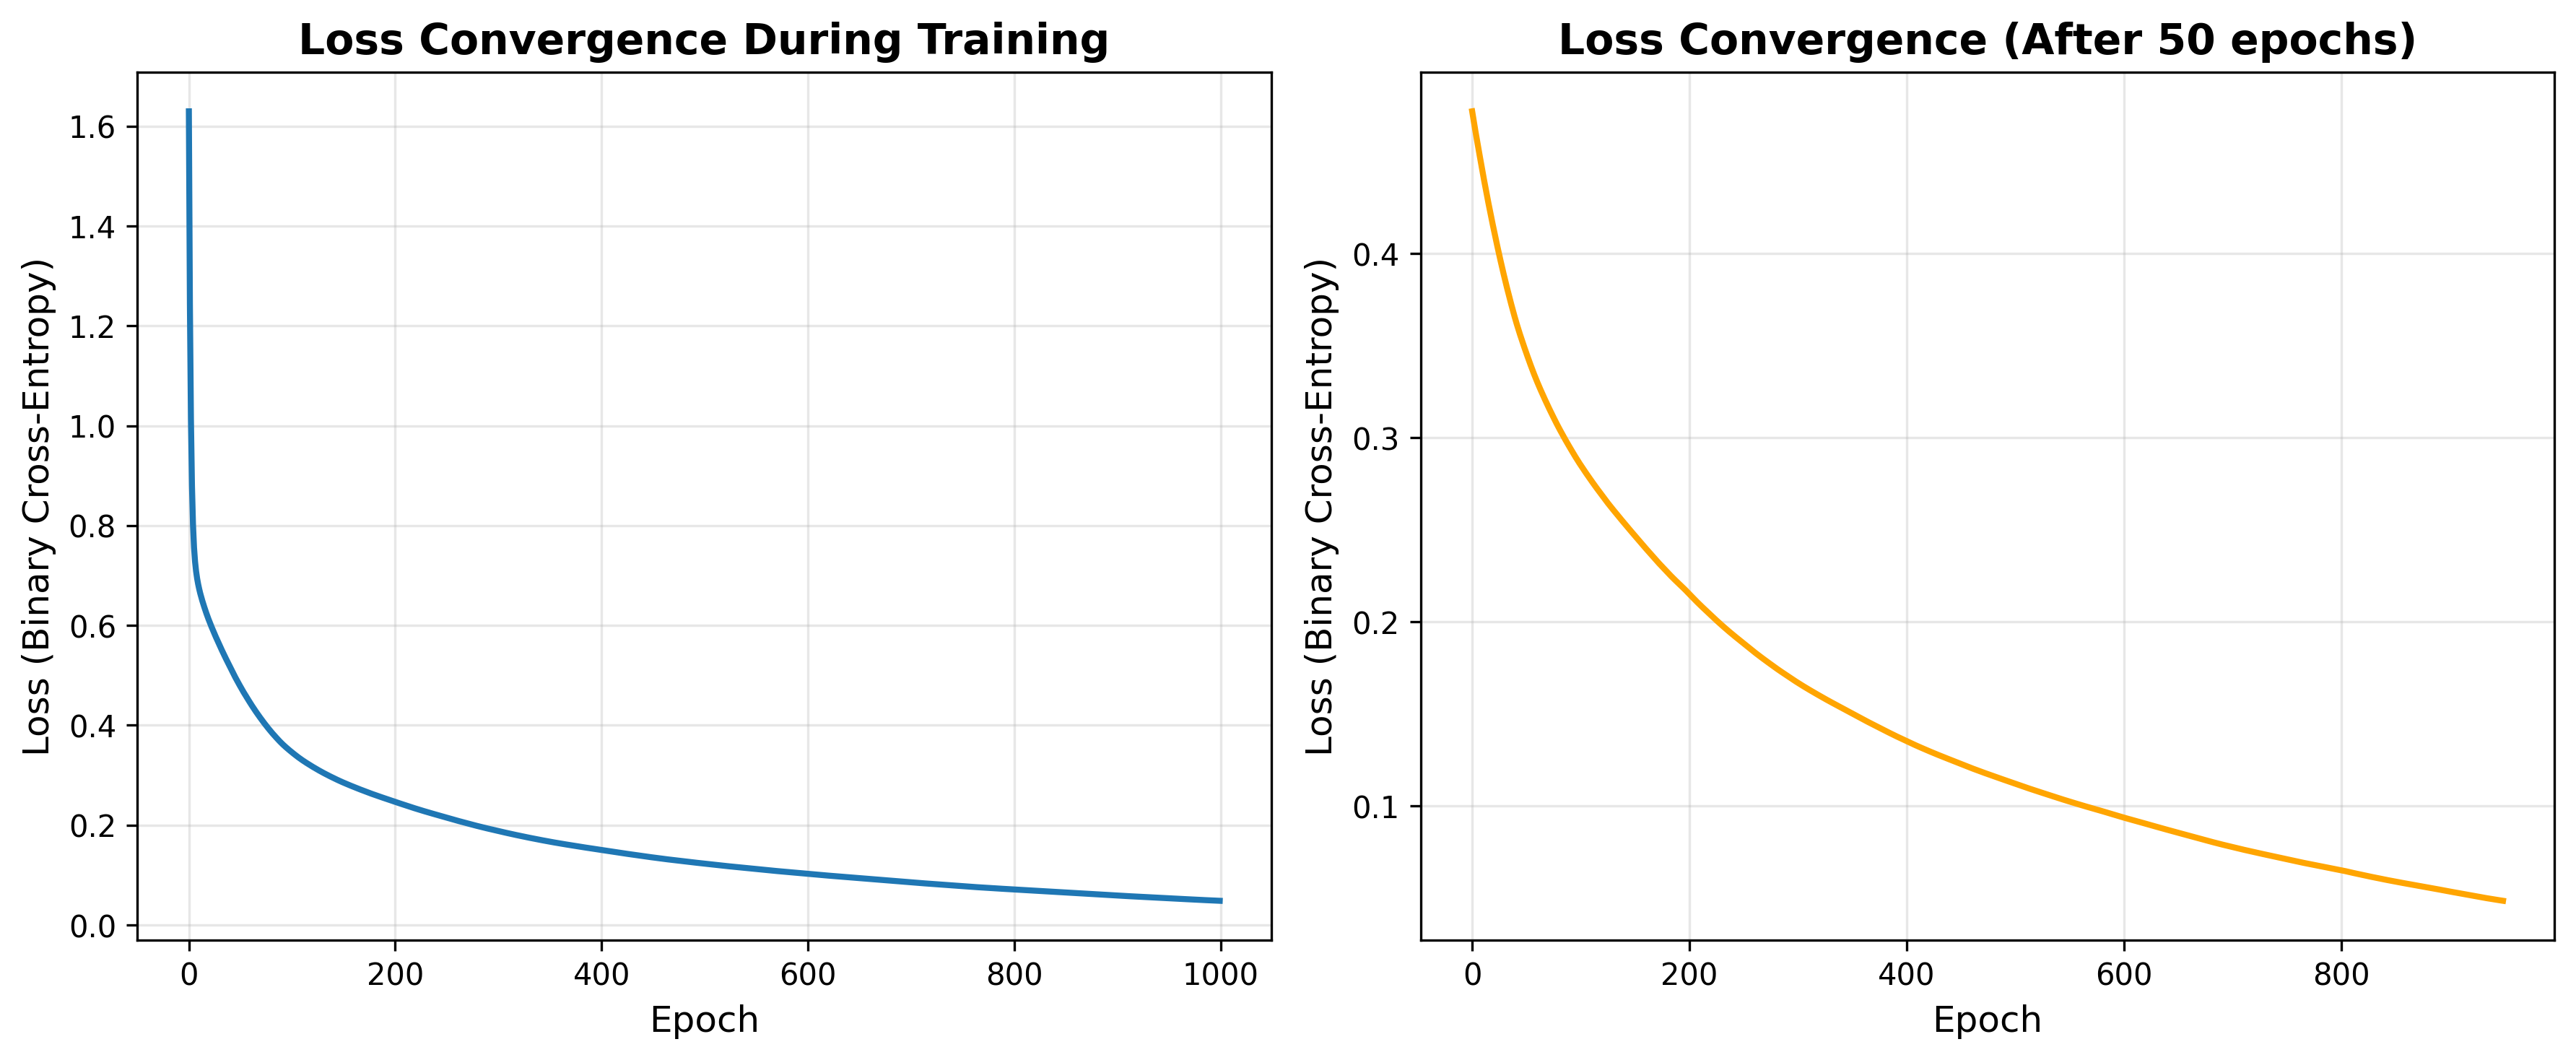 Loss Convergence During Training
Loss (Binary Cross-Entropy)
1.6
1.4
1.2
1.0
0.8
0.6
0.4
0.2
0.0
0 200 400 600 800 1000
Epoch
Loss Convergence (After 50 epochs)
Loss (Binary Cross-Entropy)
0.4
0.3
0.2
0.1
0 200 400 600 800
Epoch